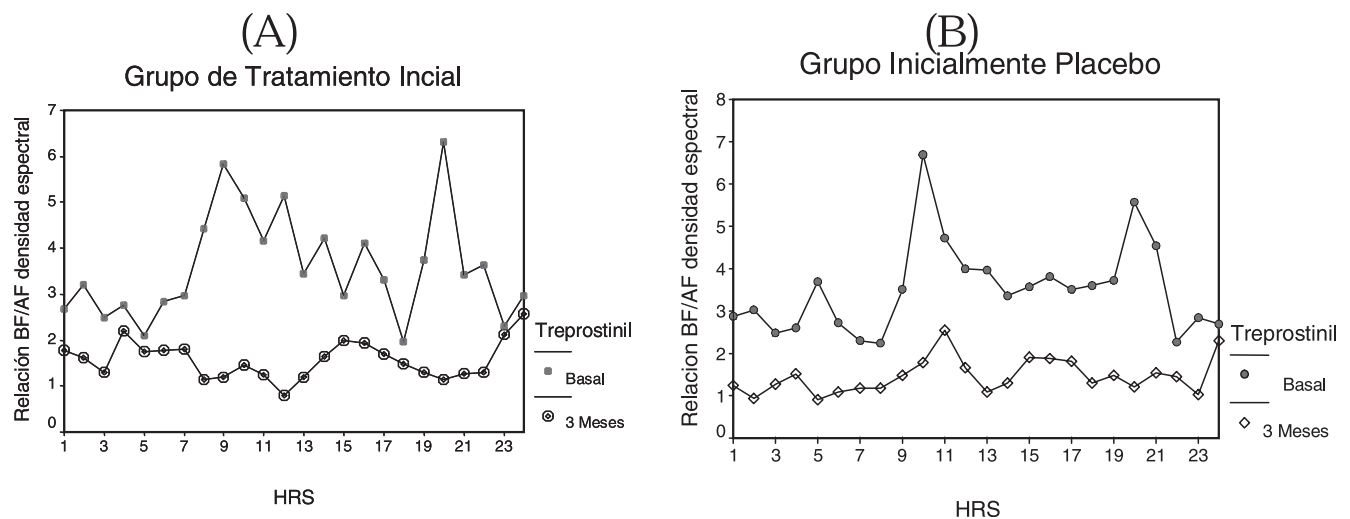 (A)
Grupo de Tratamiento Incial
Relación BF/AF densidad espectral
7
6
5
4
3
2
1
0
1 3 5 7 9 11 13 15 17 19 21 23
HRS
Treprostinil
Basal
3 Meses
(B)
Grupo Inicialmente Placebo
Relacion BF/AF densidad espectral
8
7
6
5
4
3
2
1
0
1 3 5 7 9 11 13 15 17 19 21 23
HRS
Treprostinil
Basal
3 Meses